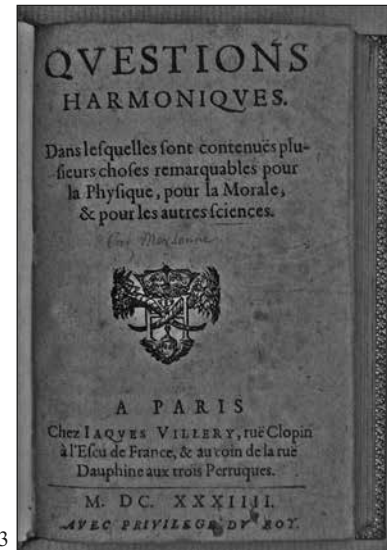 QVESTIONS
HARMONIQVES.
Dans leſquelles ſont contenuës plu-
ſieurs choſes remarquables pour
la Phyſique, pour la Morale,
& pour les autres ſciences.
Par Mersenne
A PARIS
Chez IAQVES VILLERY, ruë Clopin
à l'Eſcu de France, & au coin de la ruë
Dauphine aux trois Perruques.
M. DC. XXXIIII.
AVEC PRIVILEGE DV ROY.
3